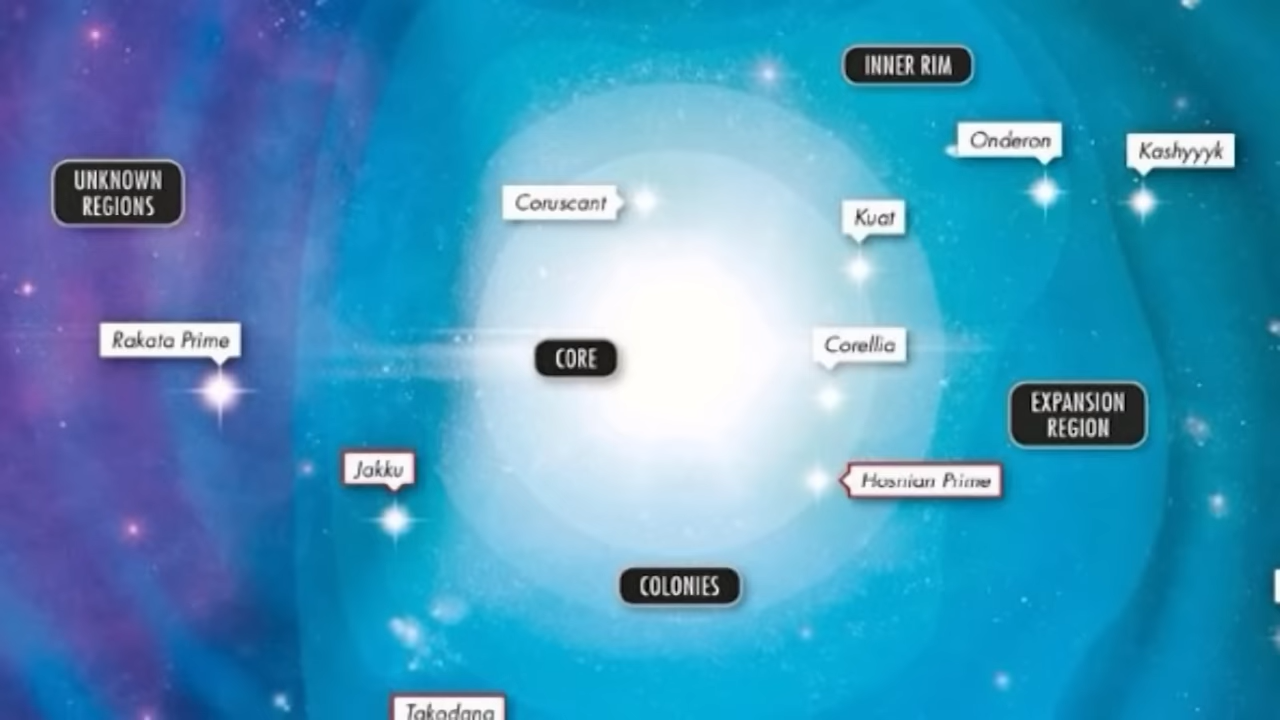 INNER RIM
Onderon
Kashyyyk
UNKNOWN
REGIONS
Coruscant
Kuat
Rakata Prime
CORE
Corellia
EXPANSION
REGION
Jakku
Hosnian Prime
COLONIES
Takodana